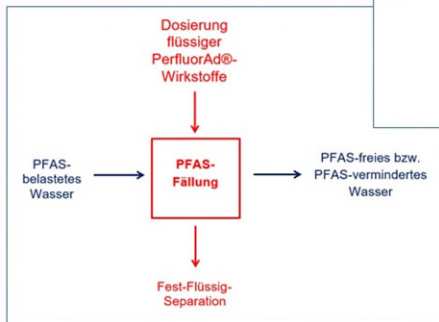 Dosierung
flüssiger
PerfluorAd®-
Wirkstoffe
PFAS-
belastetes
Wasser
PFAS-
Fällung
PFAS-freies bzw.
PFAS-vermindertes
Wasser
Fest-Flüssig-
Separation